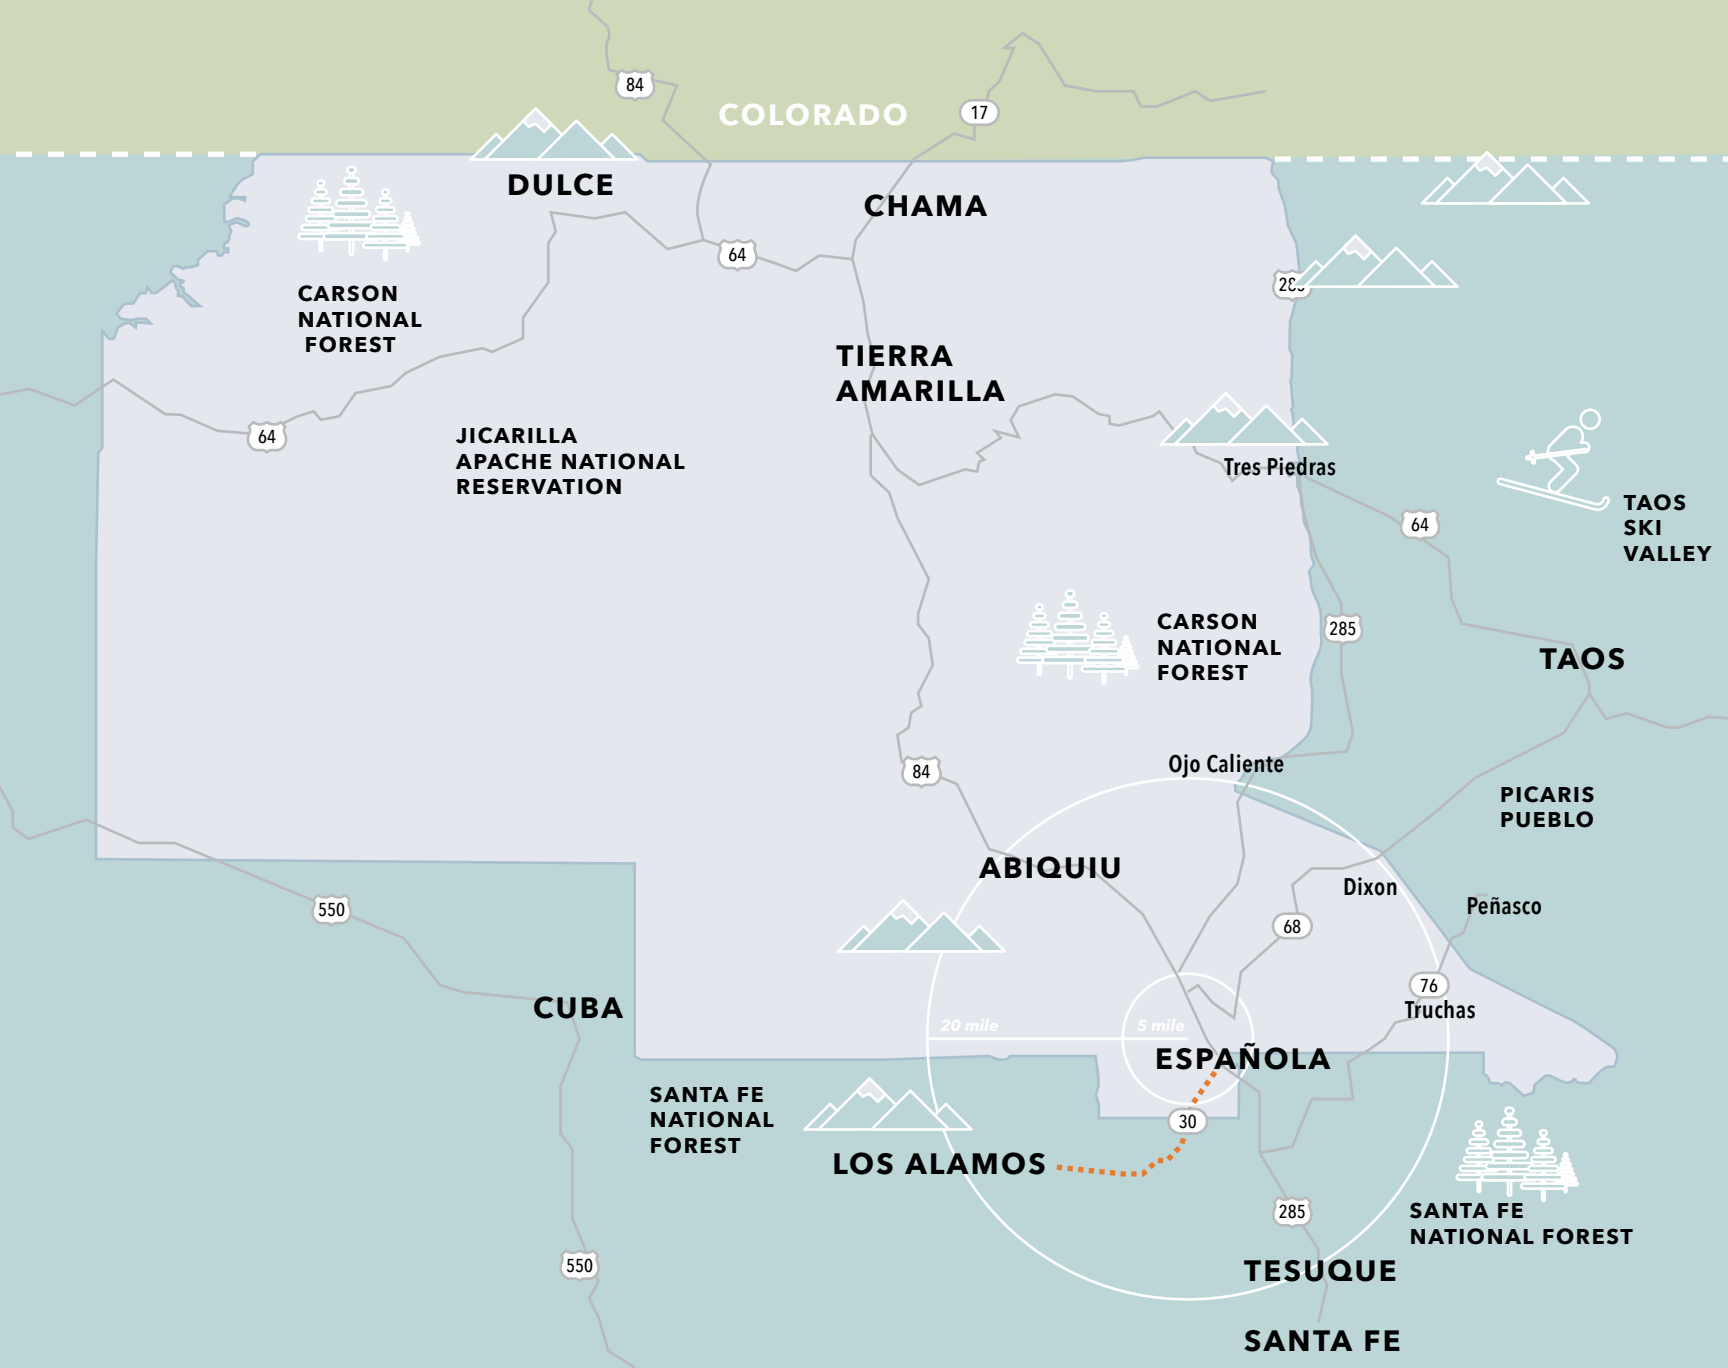 84
COLORADO
17
DULCE
CHAMA
64
CARSON
NATIONAL
FOREST
TIERRA
AMARILLA
64
JICARILLA
APACHE NATIONAL
RESERVATION
Tres Piedras
64
TAOS
SKI
VALLEY
CARSON
NATIONAL
FOREST
285
TAOS
Ojo Caliente
84
PICARIS
PUEBLO
ABIQUIU
Dixon
Peñasco
550
68
76
Truchas
CUBA
20 mile
5 mile
ESPAÑOLA
SANTA FE
NATIONAL
FOREST
30
LOS ALAMOS
285
SANTA FE
NATIONAL FOREST
550
TESUQUE
SANTA FE